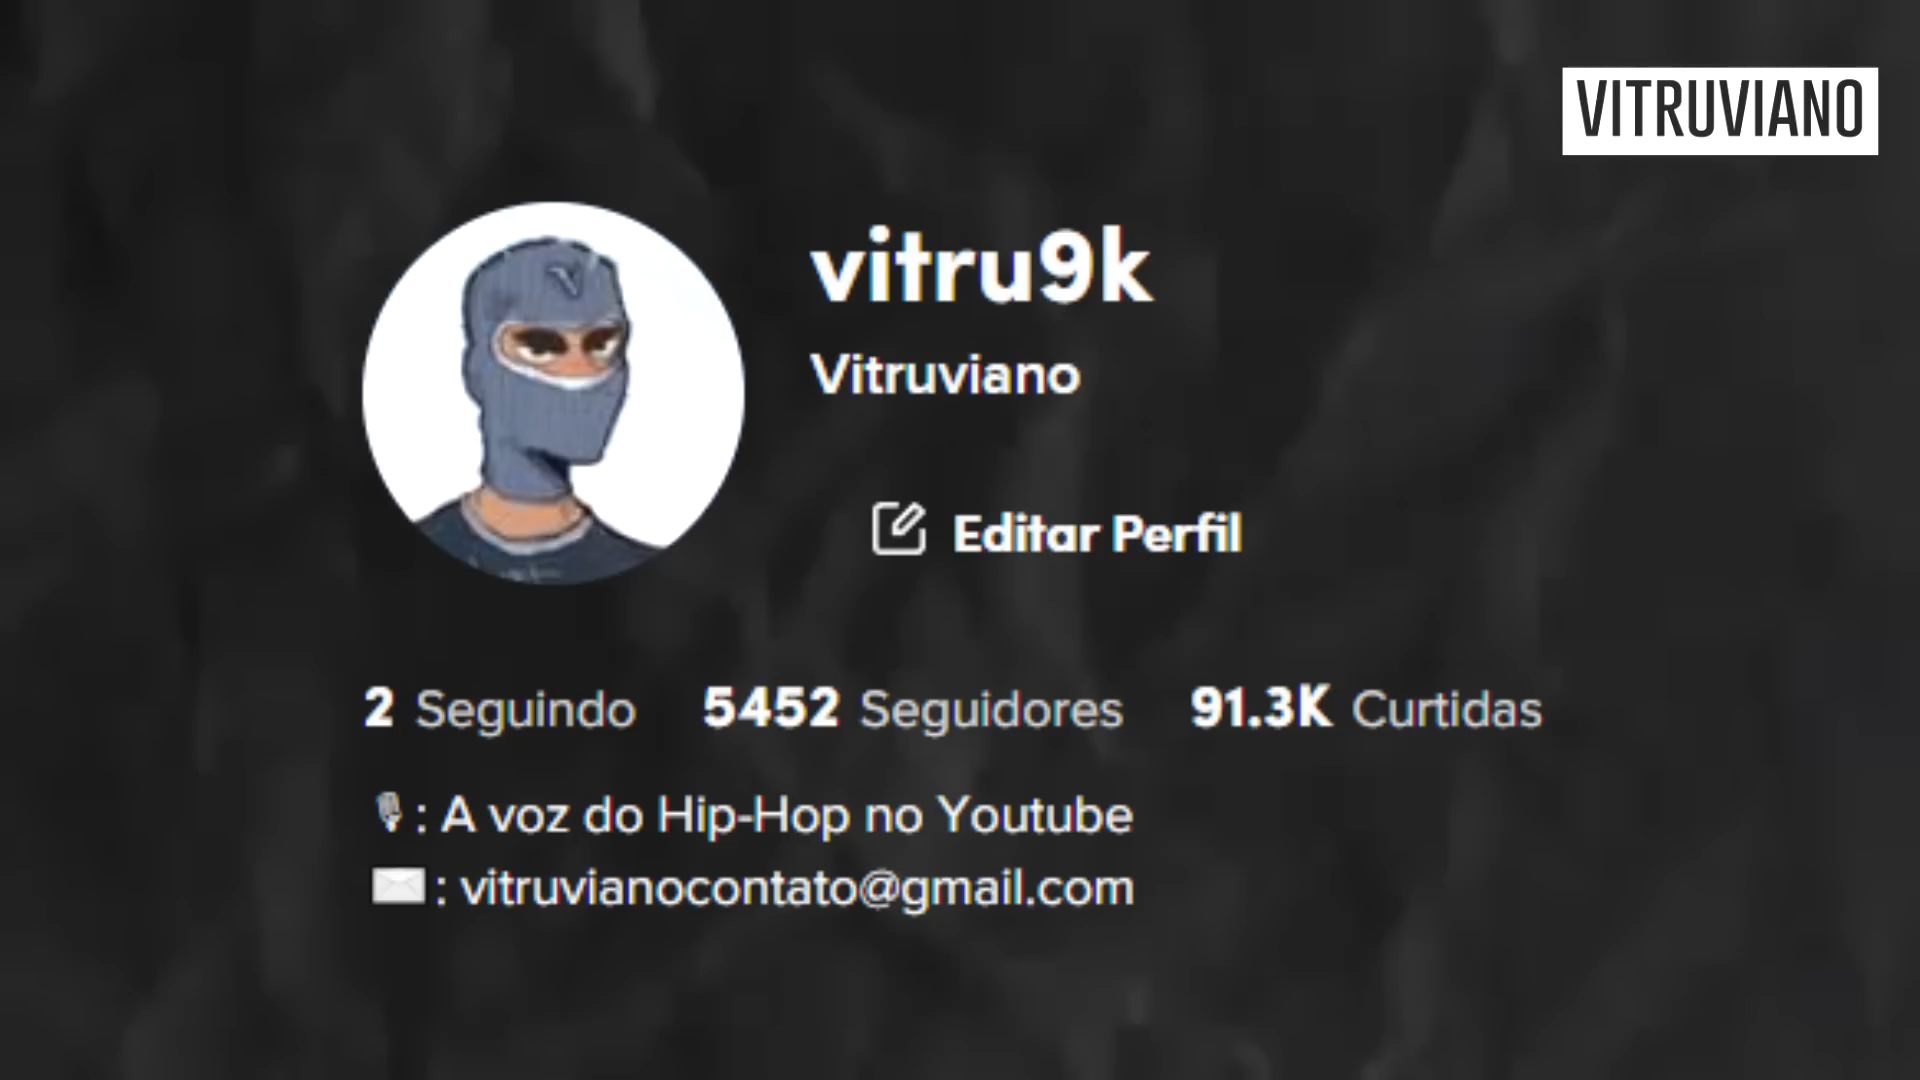 VITRUVIANO
vitru9k
Vitruviano
Editar Perfil
2 Seguindo 5452 Seguidores 91.3K Curtidas
🎙: A voz do Hip-Hop no Youtube
✉: vitruvianocontato@gmail.com